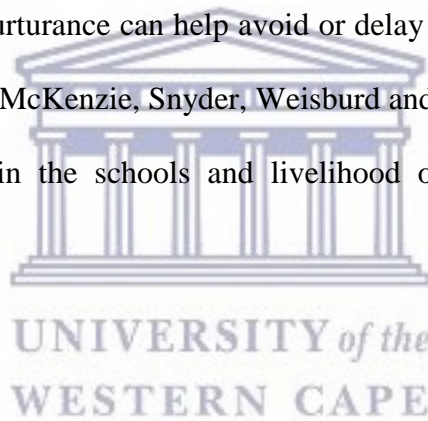 urturance can help avoid or delay
McKenzie, Snyder, Weisburd and
in the schools and livelihood o
UNIVERSITY of the
WESTERN CAPE